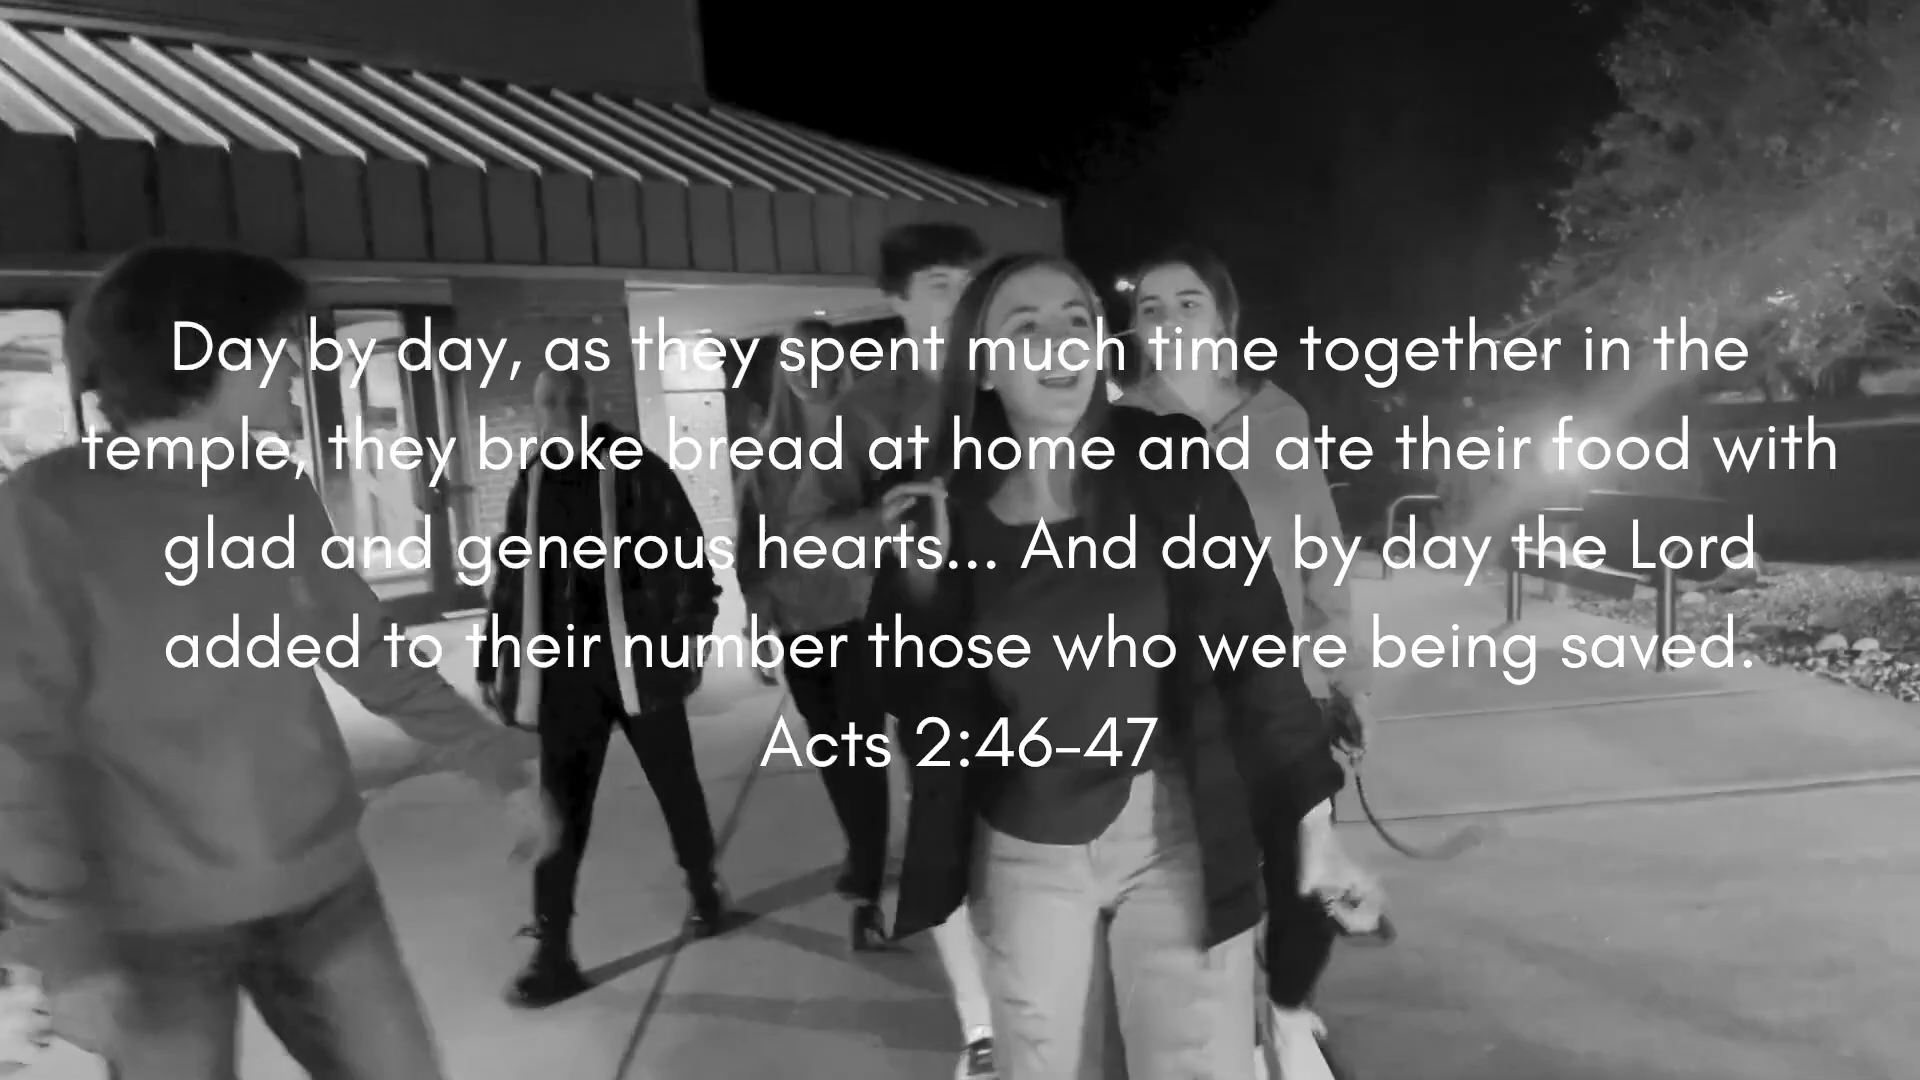 Day by day, as they spent much time together in the
temple, they broke bread at home and ate their food with
glad and generous hearts... And day by day the Lord
added to their number those who were being saved.
Acts 2:46-47